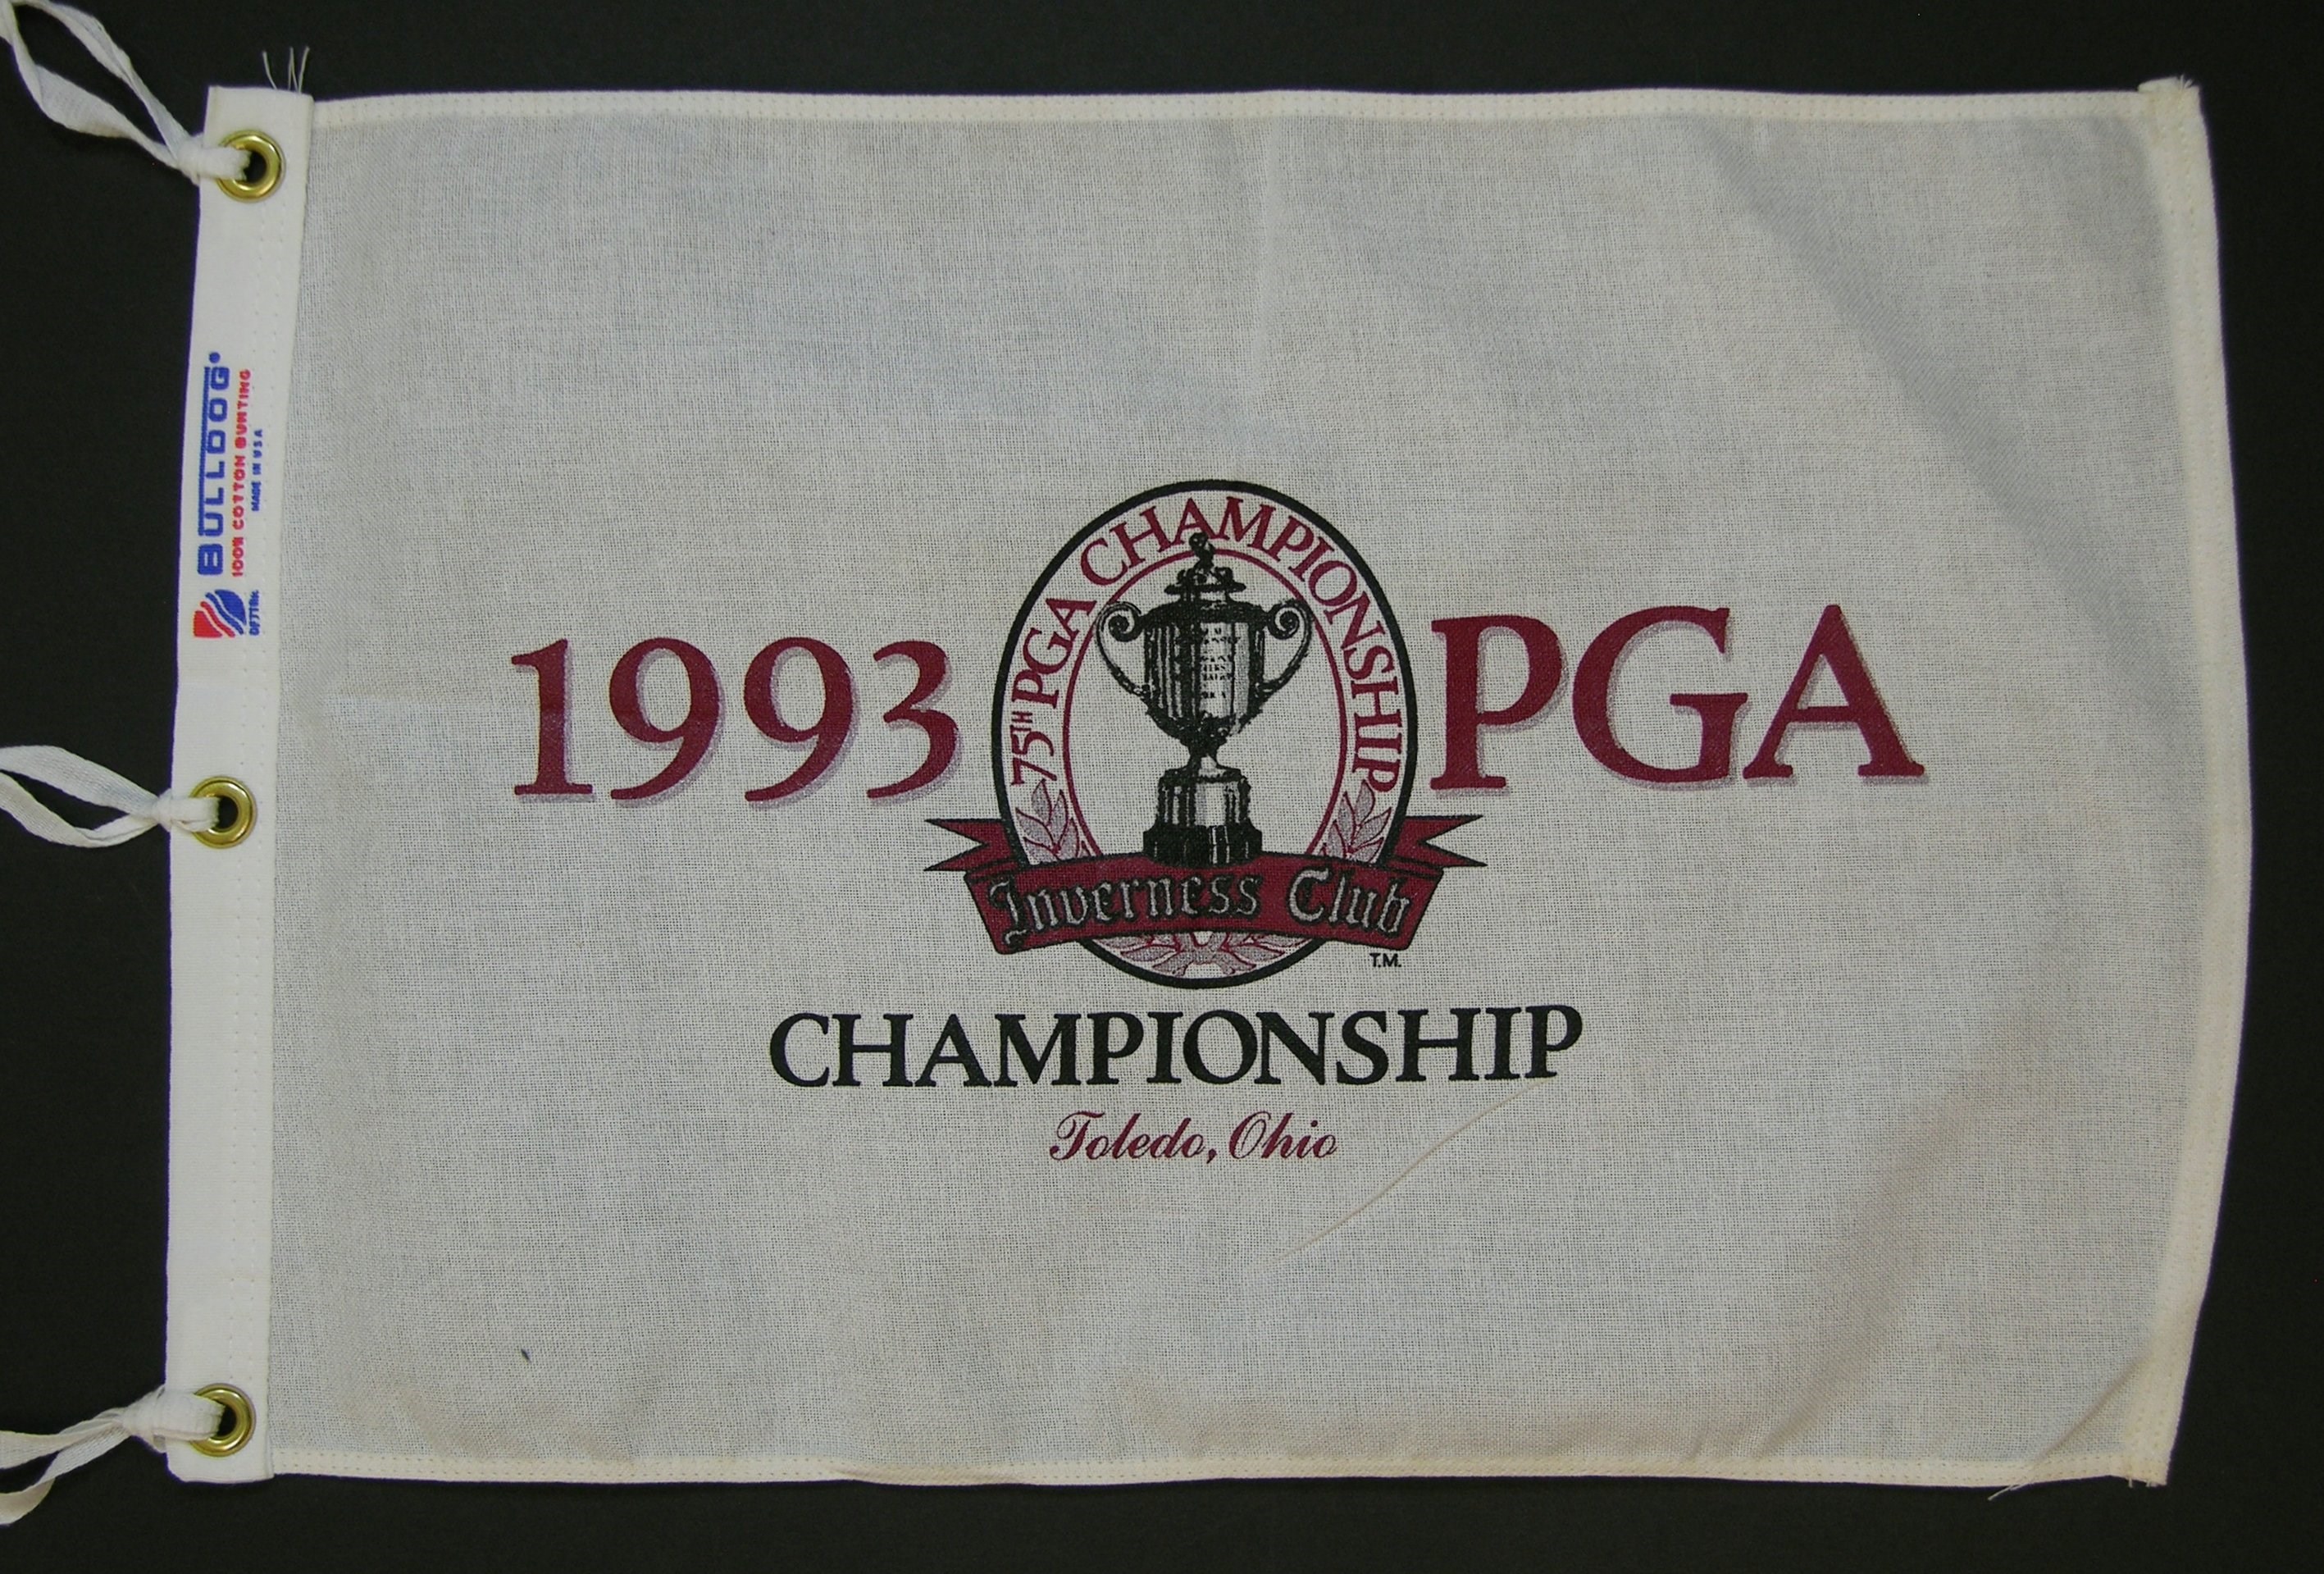 BULLDOG®
100% COTTON BUNTING
MADE IN U.S.A
75TH PGA CHAMPIONSHIP
1993 PGA
Inverness Club
T.M.
CHAMPIONSHIP
Toledo, Ohio